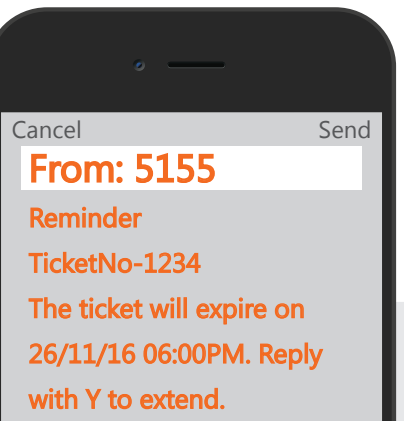 Cancel Send
From: 5155
Reminder
TicketNo-1234
The ticket will expire on
26/11/16 06:00PM. Reply
with Y to extend.